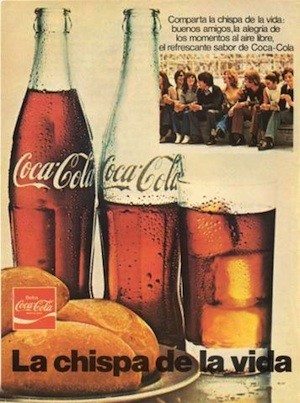 Comparta la chispa de la vida:
buenos amigos, la alegría de
los momentos al aire libre,
el refrescante sabor de Coca-Cola
Coca-Cola
Coca-Cola
Coca-Cola
La chispa de la vida